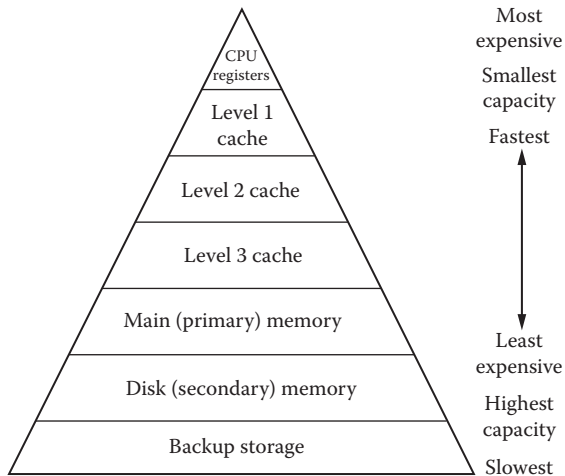 CPU
registers
Level 1
cache
Level 2 cache
Level 3 cache
Main (primary) memory
Disk (secondary) memory
Backup storage
Most
expensive
Smallest
capacity
Fastest
Least
expensive
Highest
capacity
Slowest